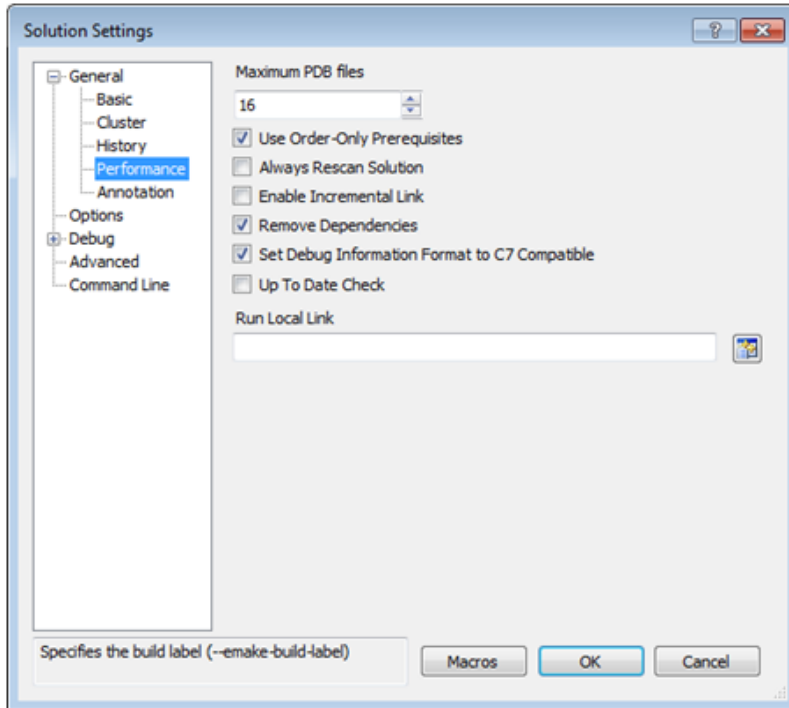 Solution Settings
General
Basic
Cluster
History
Performance
Annotation
Options
Debug
Advanced
Command Line
Maximum PDB files
16
Use Order-Only Prerequisites
Always Rescan Solution
Enable Incremental Link
Remove Dependencies
Set Debug Information Format to C7 Compatible
Up To Date Check
Run Local Link
Specifies the build label (--emake-build-label)
Macros
OK
Cancel